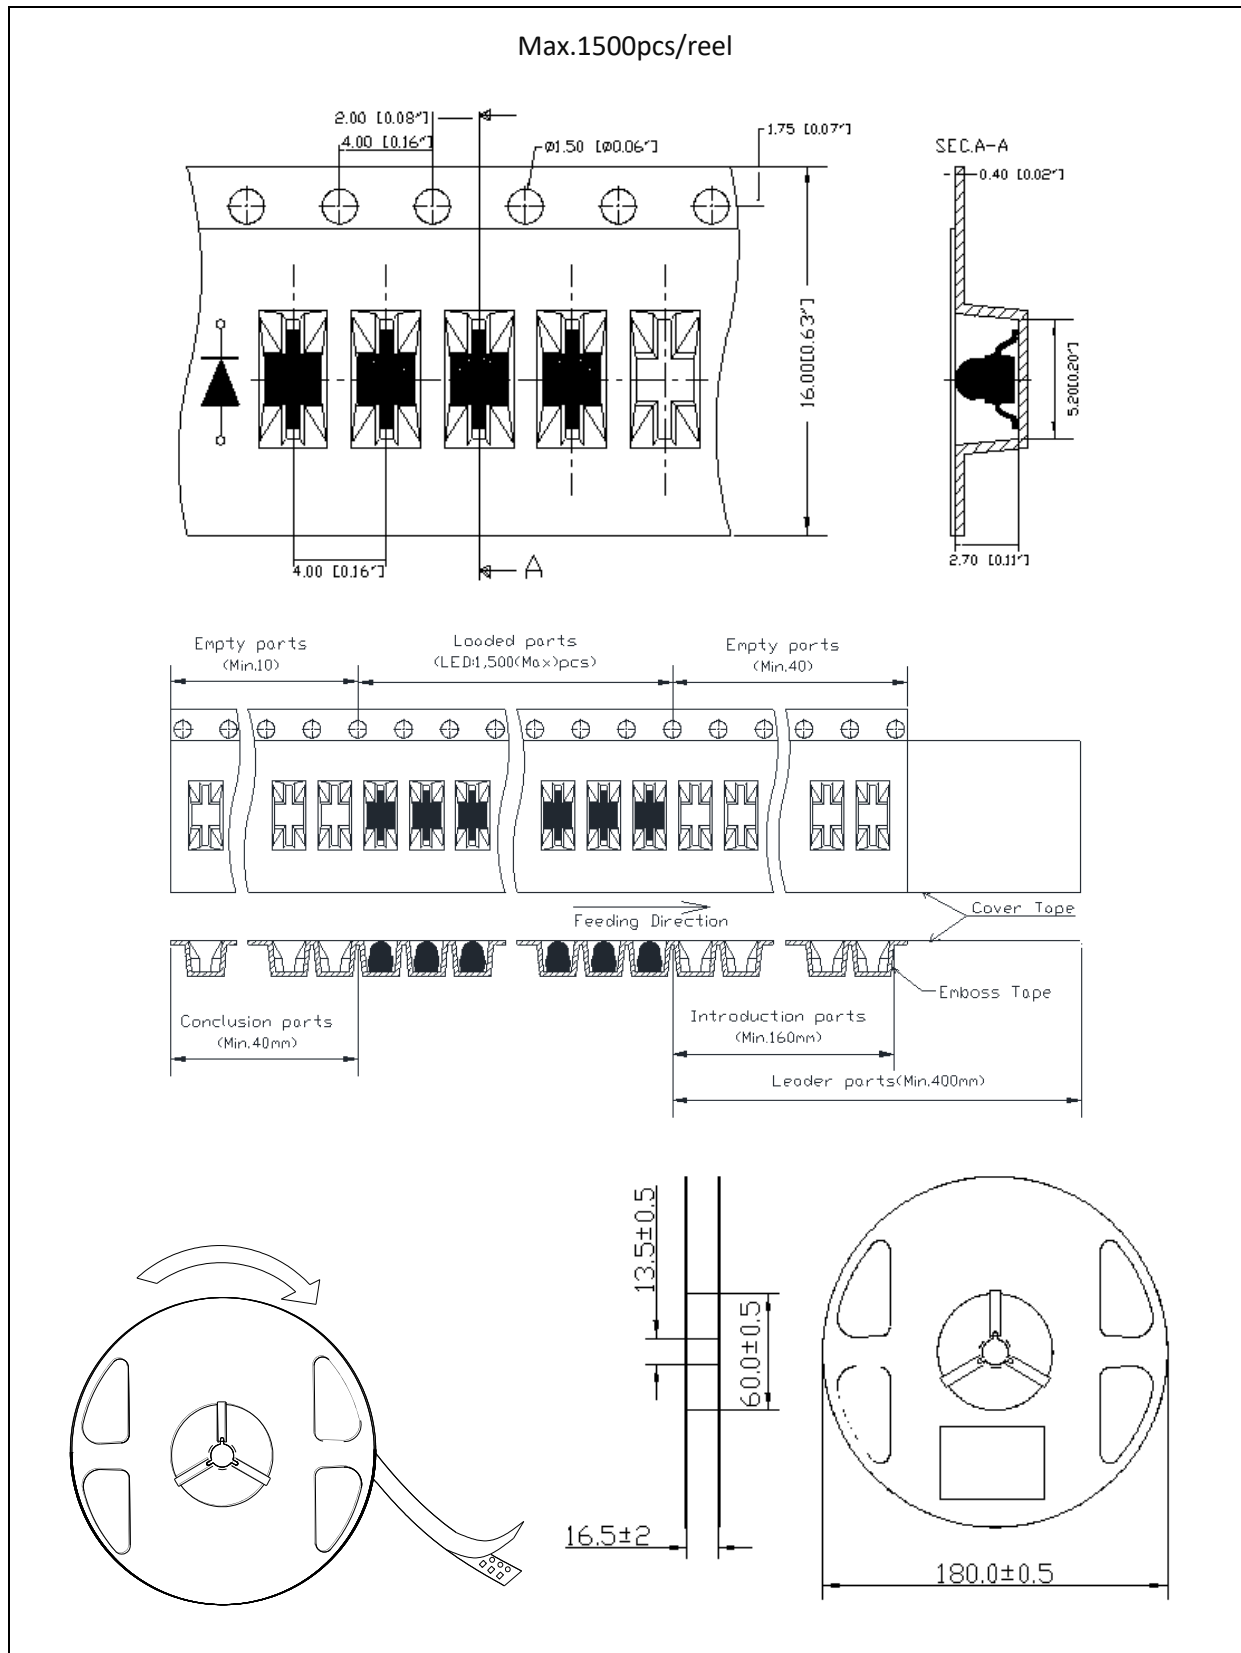 Max.1500pcs/reel
2.00 [0.08"]
4.00 [0.16"]
ø1.50 [ø0.06"]
1.75 [0.07"]
SEC.A-A
0.40 [0.02"]
16.00[0.63"]
5.20[0.20"]
4.00 [0.16"]
A
2.70 [0.11"]
Empty parts
(Min.10)
Loaded parts
(LED:1,500(Max)pcs)
Empty parts
(Min.40)
Feeding Direction
Cover Tape
Emboss Tape
Conclusion parts
(Min.40mm)
Introduction parts
(Min.160mm)
Leader parts(Min.400mm)
13.5±0.5
60.0±0.5
16.5±2
180.0±0.5